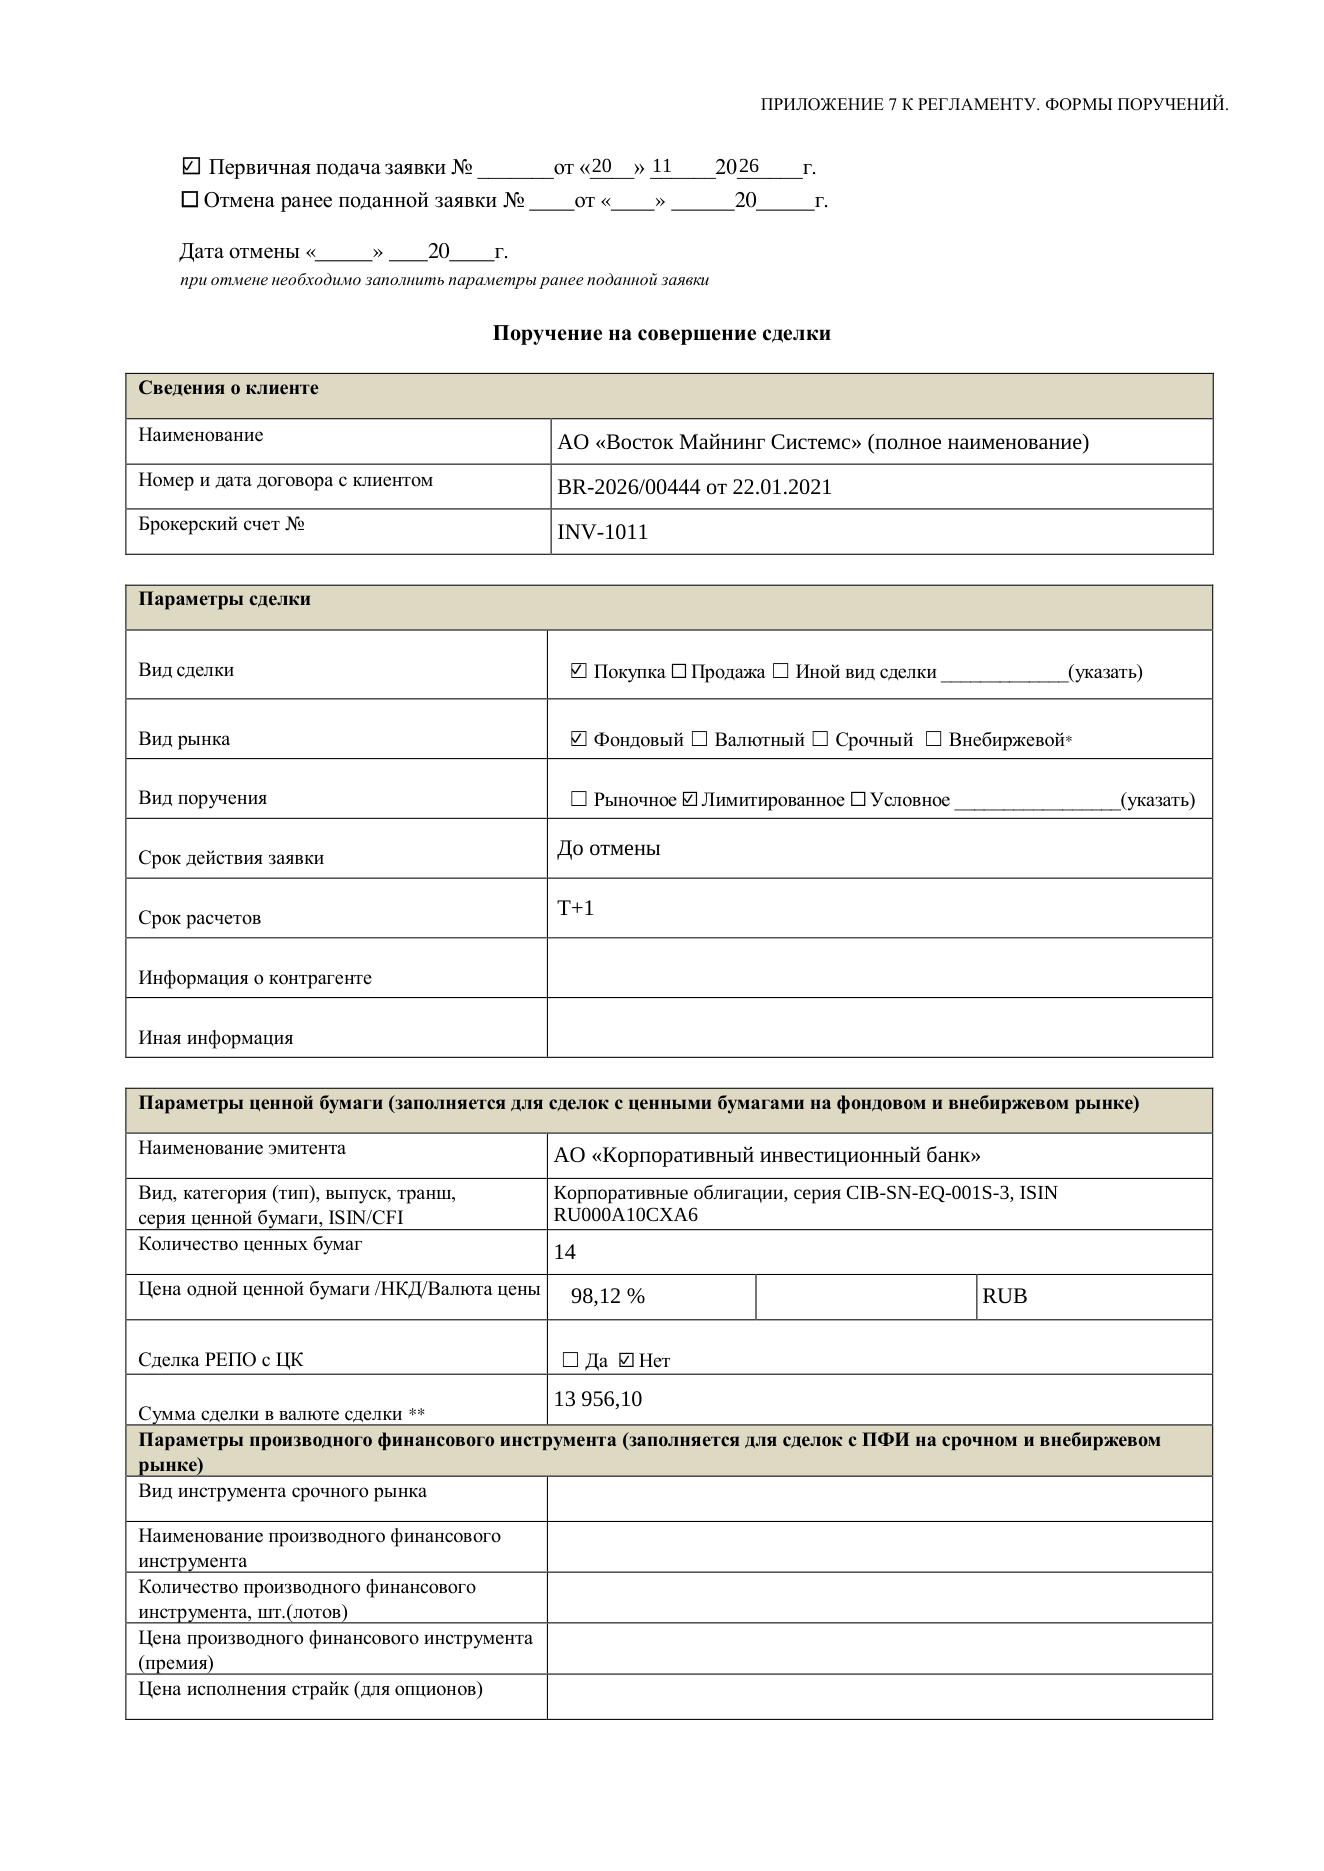 ПРИЛОЖЕНИЕ 7 К РЕГЛАМЕНТУ. ФОРМЫ ПОРУЧЕНИЙ.
☑ Первичная подача заявки № _______от «20__» 11____2026____г.
☐ Отмена ранее поданной заявки № ____от «____» ______20_____г.
Дата отмены «_____» ____20____г.
при отмене необходимо заполнить параметры ранее поданной заявки
Поручение на совершение сделки
Сведения о клиенте
Наименование АО «Восток Майнинг Системс» (полное наименование)
Номер и дата договора с клиентом BR-2026/00444 от 22.01.2021
Брокерский счет № INV-1011
Параметры сделки
Вид сделки ☑ Покупка ☐ Продажа ☐ Иной вид сделки _____________(указать)
Вид рынка ☑ Фондовый ☐ Валютный ☐ Срочный ☐ Внебиржевой*
Вид поручения ☐ Рыночное ☑ Лимитированное ☐ Условное _________________(указать)
Срок действия заявки До отмены
Срок расчетов T+1
Информация о контрагенте
Иная информация
Параметры ценной бумаги (заполняется для сделок с ценными бумагами на фондовом и внебиржевом рынке)
Наименование эмитента АО «Корпоративный инвестиционный банк»
Вид, категория (тип), выпуск, транш, Корпоративные облигации, серия CIB-SN-EQ-001S-3, ISIN
серия ценной бумаги, ISIN/CFI RU000A10CXA6
Количество ценных бумаг 14
Цена одной ценной бумаги /НКД/Валюта цены 98,12 % RUB
Сделка РЕПО с ЦК ☐ Да ☑ Нет
Сумма сделки в валюте сделки ** 13 956,10
Параметры производного финансового инструмента (заполняется для сделок с ПФИ на срочном и внебиржевом
рынке)
Вид инструмента срочного рынка
Наименование производного финансового
инструмента
Количество производного финансового
инструмента, шт.(лотов)
Цена производного финансового инструмента
(премия)
Цена исполнения страйк (для опционов)